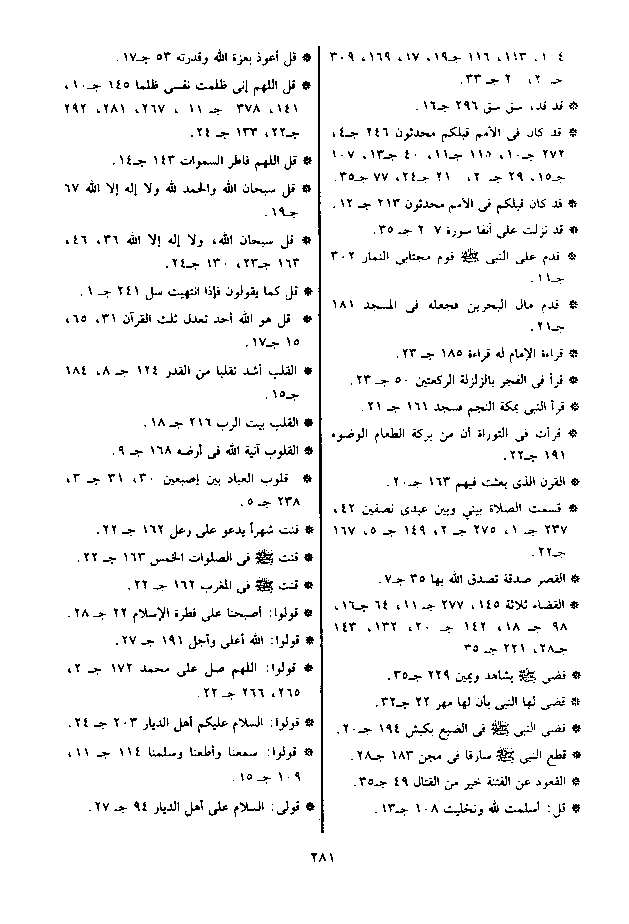 ٤ ١. ١١٣، ١١٦ جـ١٩، ١٧، ١٦٩، ٣٠٩
جـ ٢، ٢ جـ ٣٣.
* قد قد، سق سق ٢٩٦ جـ١٦.
* قد كان فى الأمم قبلكم محدثون ٢٤٦ جـ٤،
٢٧٢ جـ١٠، ١١٥ جـ١١، ٤٠ جـ١٣، ١٠٧
جـ١٥، ٢٩ جـ ٢، ٢١ جـ٢٤، ٧٧ جـ٣٥.
* قد كان قبلكم فى الأمم محدثون ٢١٣ جـ ١٢.
* قد نزلت على أنفا سورة ٧ ٢ جـ ٣٥.
* قدم على النبى ﷺ قوم مجتابى النمار ٣٠٢
جـ١١.
* قدم مال البحرين فجعله فى المسجد ١٨١
جـ٢١.
* قراءة الإمام له قراءة ١٨٥ جـ ٢٣.
* قرأ فى الفجر بالزلزلة الركعتين ٥٠ جـ ٢٣.
* قرأ النبى بمكة النجم فسجد ١٦١ جـ ٢١.
* قرأت فى التوراة أن من بركة الطعام الوضوء
١٩١ جـ٢٢.
* القرن الذى بعثت فيهم ١٦٣ جـ٢٠.
* قسمت الصلاة بينى وبين عبدى نصفين ٤٢،
٢٣٧ جـ ١، ٢٧٥ جـ ٢، ١٤٩ جـ ٥، ١٦٧
جـ٢٢.
* القصر صدقة تصدق الله بها ٣٥ جـ٧.
* القضاء ثلاثة ١٤٥، ٢٧٧ جـ ١١، ٦٤ جـ١٦،
٩٨ جـ ١٨، ١٤٢ جـ ٢٠، ١٣٢، ١٤٣
جـ٢٨، ٢٢١ جـ ٣٥
* قضى ﷺ بشاهد ويمين ٢٢٩ جـ٣٥.
* قضى لها النبى بأن لها مهر ٢٢ جـ٣٢.
* قضى النبى ﷺ فى الضبع بكبش ١٩٤ جـ٢٠.
* قطع النبى ﷺ سارقا فى مجن ١٨٣ جـ٢٨.
* القعود عن الفتنة خير من القتال ٤٩ جـ٣٥.
* قل: أسلمت لله وتخليت ١٠٨ جـ١٣.
* قل أعوذ بعزة الله وقدرته ٥٣ جـ١٧.
* قل اللهم إنى ظلمت نفسى ظلما ١٤٥ جـ١٠،
١٤١، ٣٧٨ جـ ١١، ٢٦٧، ٢٨١، ٢٩٢
جـ٢٢، ١٣٣ جـ ٢٤.
* قل اللهم فاطر السموات ١٤٣ جـ١٤.
* قل سبحان الله والحمد لله ولا إله إلا الله ٦٧
جـ١٩.
* قل سبحان الله، ولا إله إلا الله ٣٦، ٤٦،
١٦٣ جـ٢٣، ١٣٠ جـ٢٤.
* قل كما يقولون فإذا انتهيت سل ٢٤١ جـ ١.
* قل هو الله أحد تعدل ثلث القرآن ٣١، ٦٥،
١٥ جـ١٧.
* القلب أشد تقلبا من القدر ١٢٤ جـ ٨، ١٨٤
جـ١٥.
* القلب بيت الرب ٢١٦ جـ ١٨.
* القلوب آنية الله فى أرضه ١٦٨ جـ ٩.
* قلوب العباد بين إصبعين ٣٠، ٣١ جـ ٣،
٢٣٨ جـ ٥.
* قنت شهرأ يدعو على رعل ١٦٢ جـ ٢٢.
* قنت ﷺ فى الصلوات الخمس ١٦٣ جـ ٢٢.
* قنت ﷺ فى المغرب ١٦٢ جـ ٢٢.
* قولوا: أصبحنا على فطرة الإسلام ٢٢ جـ ٢٨.
* قولوا: الله أعلى وأجل ١٩١ جـ ٢٧.
* قولوا: اللهم صل على محمد ١٧٢ جـ ٢،
٢٦٥، ٢٦٦ جـ ٢٢.
* قولوا: السلام عليكم أهل الديار ٢٠٣ جـ ٢٤.
* قولوا: سمعنا وأطعنا وسلمنا ١١٤ جـ ١١،
١٠٩ جـ ١٥.
* قولى: السلام على أهل الديار ٩٤ جـ ٢٧.
٢٨١